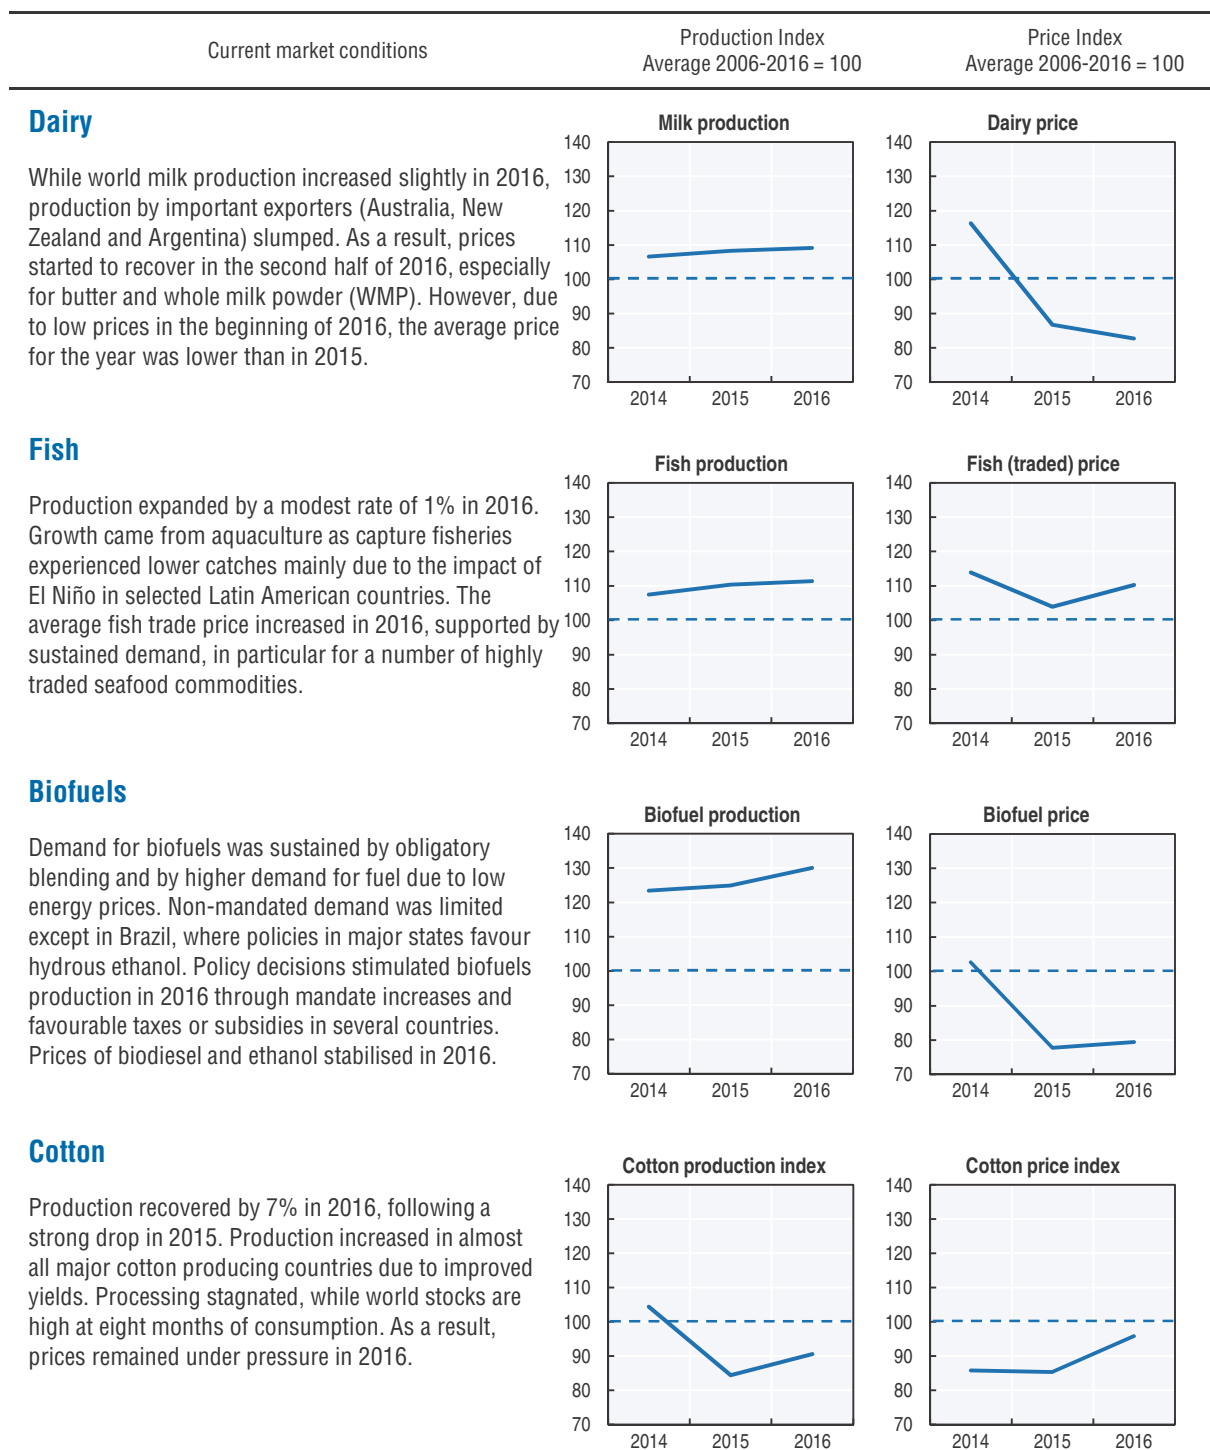 Current market conditions
Production Index
Average 2006-2016 = 100
Price Index
Average 2006-2016 = 100
Dairy
While world milk production increased slightly in 2016,
production by important exporters (Australia, New
Zealand and Argentina) slumped. As a result, prices
started to recover in the second half of 2016, especially
for butter and whole milk powder (WMP). However, due
to low prices in the beginning of 2016, the average price
for the year was lower than in 2015.
Milk production
140
130
120
110
100
90
80
70
2014 2015 2016
Dairy price
140
130
120
110
100
90
80
70
2014 2015 2016
Fish
Production expanded by a modest rate of 1% in 2016.
Growth came from aquaculture as capture fisheries
experienced lower catches mainly due to the impact of
El Niño in selected Latin American countries. The
average fish trade price increased in 2016, supported by
sustained demand, in particular for a number of highly
traded seafood commodities.
Fish production
140
130
120
110
100
90
80
70
2014 2015 2016
Fish (traded) price
140
130
120
110
100
90
80
70
2014 2015 2016
Biofuels
Demand for biofuels was sustained by obligatory
blending and by higher demand for fuel due to low
energy prices. Non-mandated demand was limited
except in Brazil, where policies in major states favour
hydrous ethanol. Policy decisions stimulated biofuels
production in 2016 through mandate increases and
favourable taxes or subsidies in several countries.
Prices of biodiesel and ethanol stabilised in 2016.
Biofuel production
140
130
120
110
100
90
80
70
2014 2015 2016
Biofuel price
140
130
120
110
100
90
80
70
2014 2015 2016
Cotton
Production recovered by 7% in 2016, following a
strong drop in 2015. Production increased in almost
all major cotton producing countries due to improved
yields. Processing stagnated, while world stocks are
high at eight months of consumption. As a result,
prices remained under pressure in 2016.
Cotton production index
140
130
120
110
100
90
80
70
2014 2015 2016
Cotton price index
140
130
120
110
100
90
80
70
2014 2015 2016